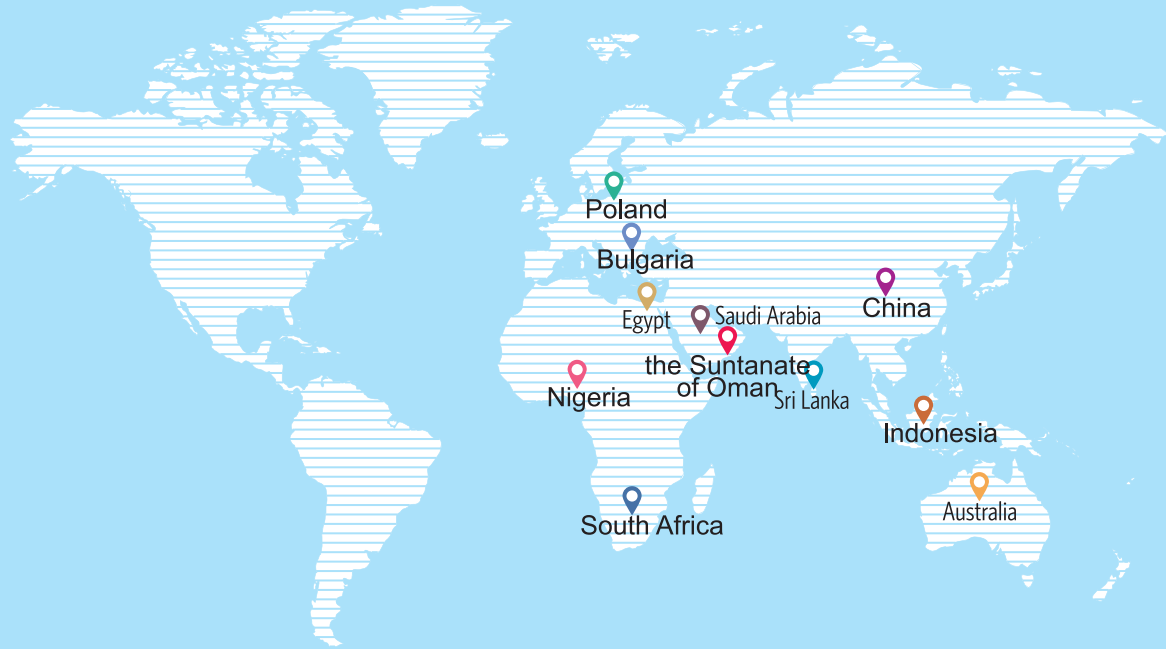 Poland
Bulgaria
China
Egypt
Saudi Arabia
the Suntanate
of Oman
Nigeria
Sri Lanka
Indonesia
Australia
South Africa